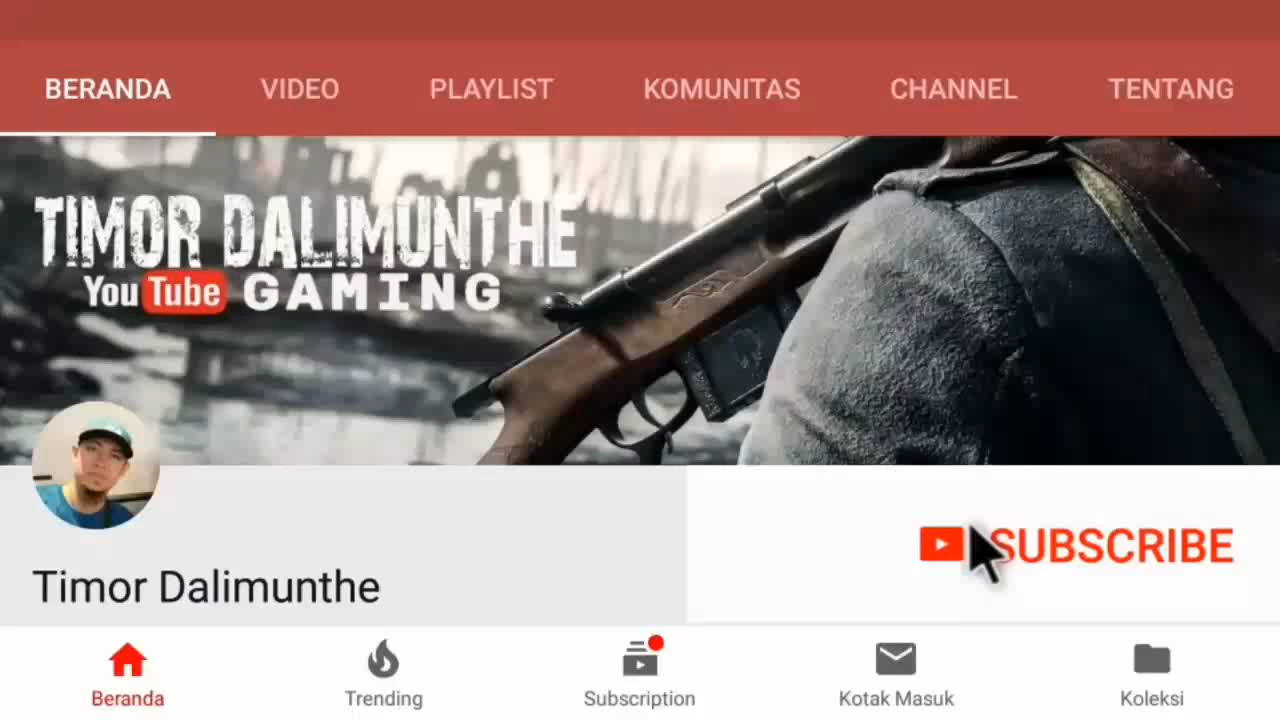 BERANDA VIDEO PLAYLIST KOMUNITAS CHANNEL TENTANG
TIMOR DALIMUNTHE
YouTube GAMING
Timor Dalimunthe
SUBSCRIBE
Beranda Trending Subscription Kotak Masuk Koleksi